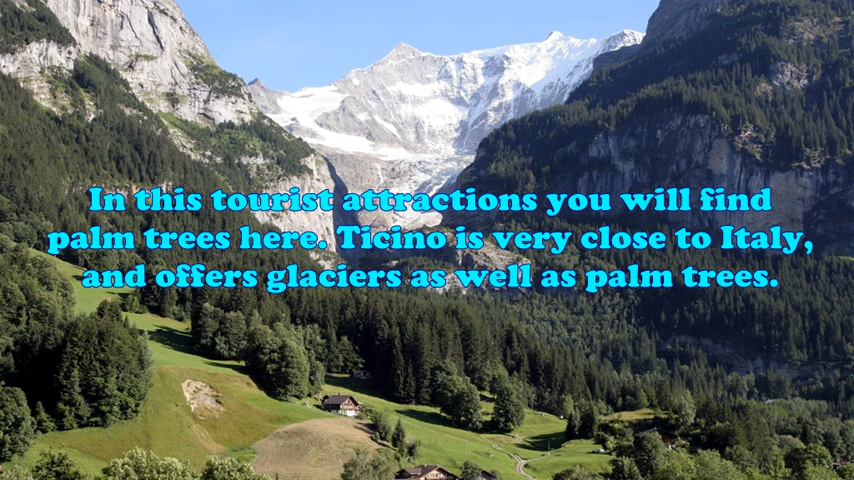 In this tourist attractions you will find
palm trees here. Ticino is very close to Italy,
and offers glaciers as well as palm trees.